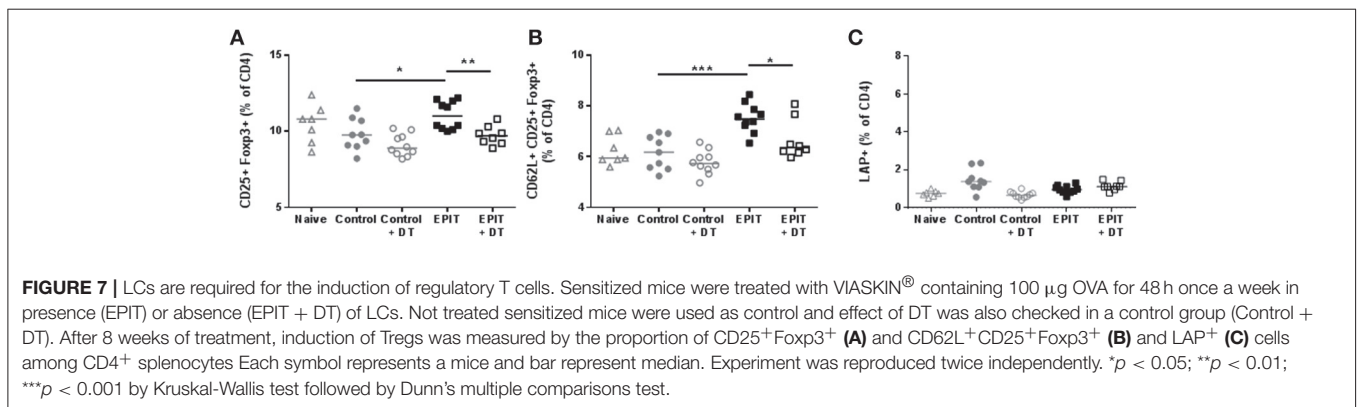 A
CD25+ Foxp3+ (% of CD4)
15
10
5
*
**
Naive Control Control + DT EPIT EPIT + DT
B
CD62L+ CD25+ Foxp3+ (% of CD4)
10
8
6
4
***
*
Naive Control Control + DT EPIT EPIT + DT
C
LAP+ (% of CD4)
8
6
4
2
0
Naive Control Control + DT EPIT EPIT + DT
FIGURE 7 | LCs are required for the induction of regulatory T cells. Sensitized mice were treated with VIASKIN® containing 100 μg OVA for 48 h once a week in
presence (EPIT) or absence (EPIT + DT) of LCs. Not treated sensitized mice were used as control and effect of DT was also checked in a control group (Control +
DT). After 8 weeks of treatment, induction of Tregs was measured by the proportion of CD25+Foxp3+ (A) and CD62L+CD25+Foxp3+ (B) and LAP+ (C) cells
among CD4+ splenocytes Each symbol represents a mice and bar represent median. Experiment was reproduced twice independently. *p < 0.05; **p < 0.01;
***p < 0.001 by Kruskal-Wallis test followed by Dunn's multiple comparisons test.